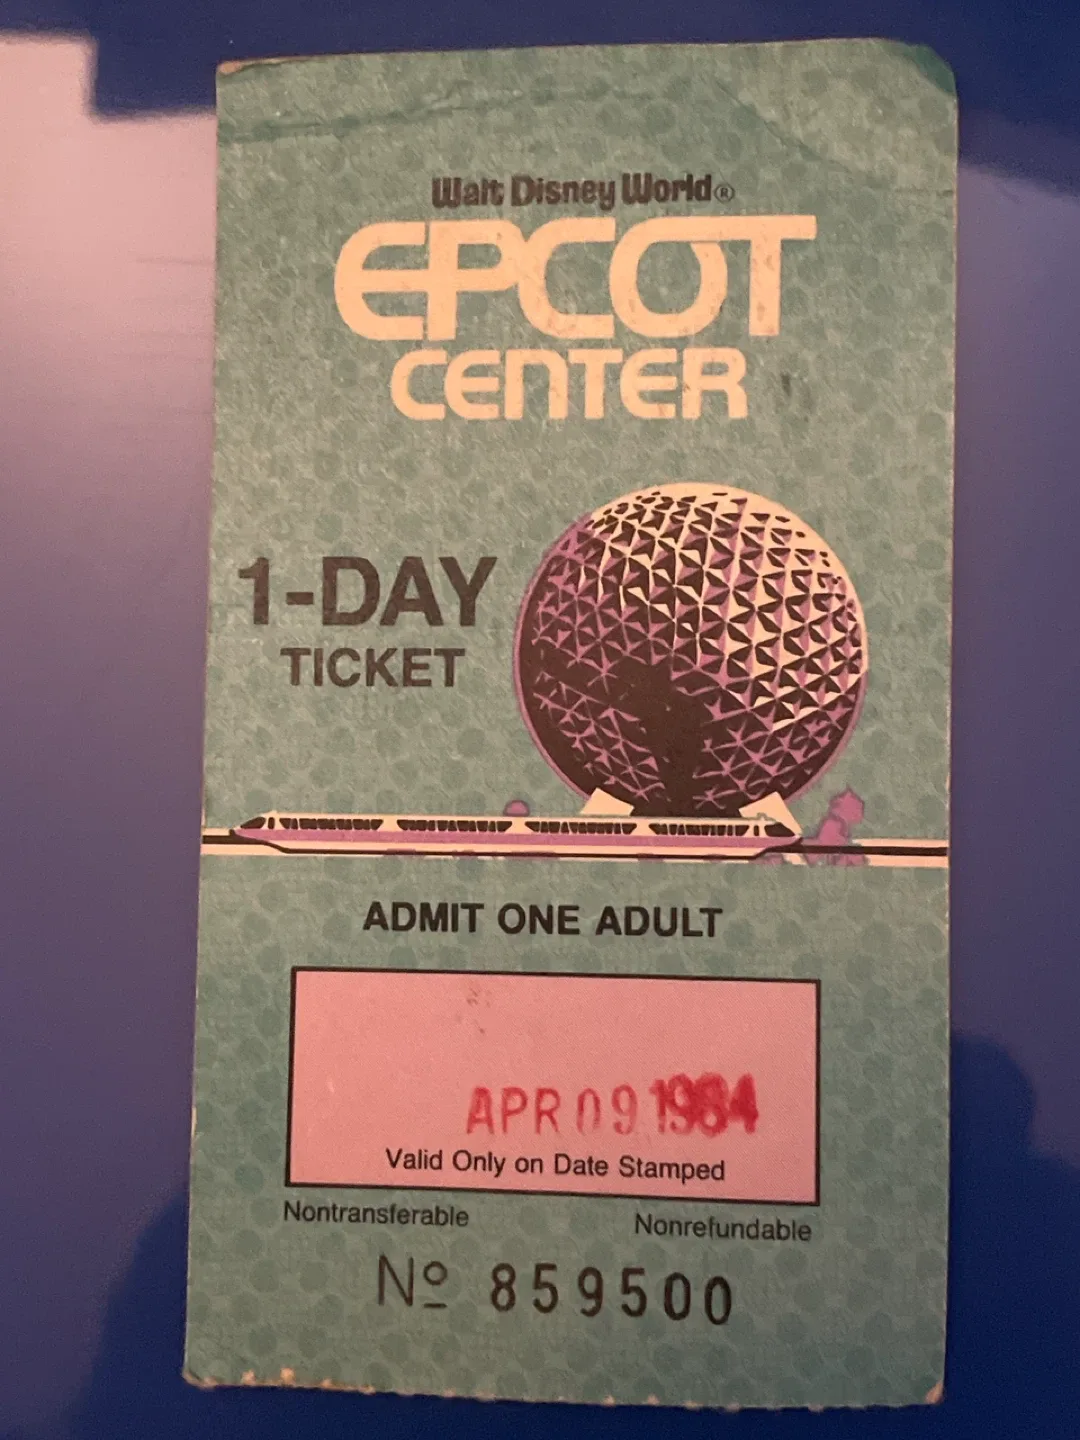 Walt Disney World®
EPCOT
CENTER
1-DAY
TICKET
ADMIT ONE ADULT
APR 09 1984
Valid Only on Date Stamped
Nontransferable Nonrefundable
Nº 859500